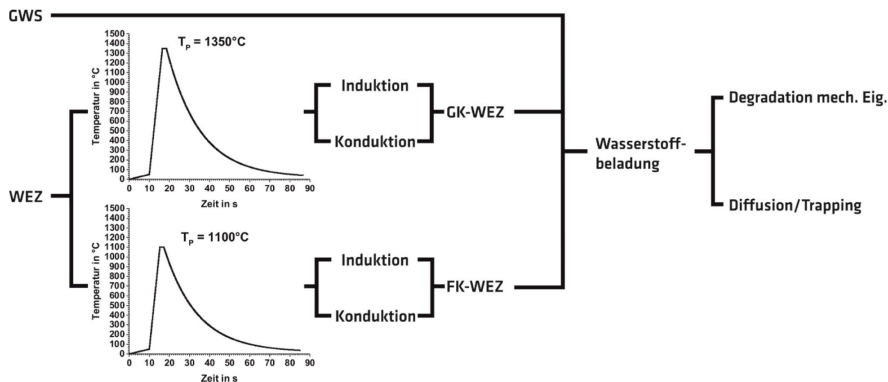 GWS
1500
1400
1300
1200
1100
1000
900
800
700
600
500
400
300
200
100
0
Temperatur in °C
T_P = 1350°C
0 10 20 30 40 50 60 70 80 90
Zeit in s
Induktion
Konduktion
GK-WEZ
WEZ
1500
1400
1300
1200
1100
1000
900
800
700
600
500
400
300
200
100
0
Temperatur in °C
T_P = 1100°C
0 10 20 30 40 50 60 70 80 90
Zeit in s
Induktion
Konduktion
FK-WEZ
Wasserstoff-
beladung
Degradation mech. Eig.
Diffusion/Trapping